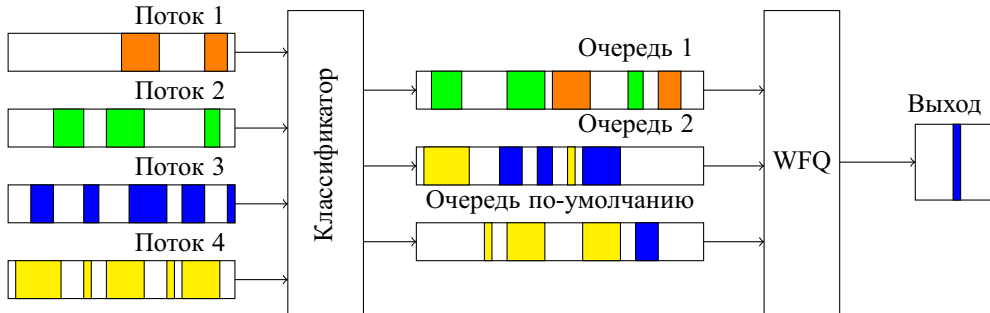 Поток 1
Поток 2
Поток 3
Поток 4
Классификатор
Очередь 1
Очередь 2
Очередь по-умолчанию
WFQ
Выход